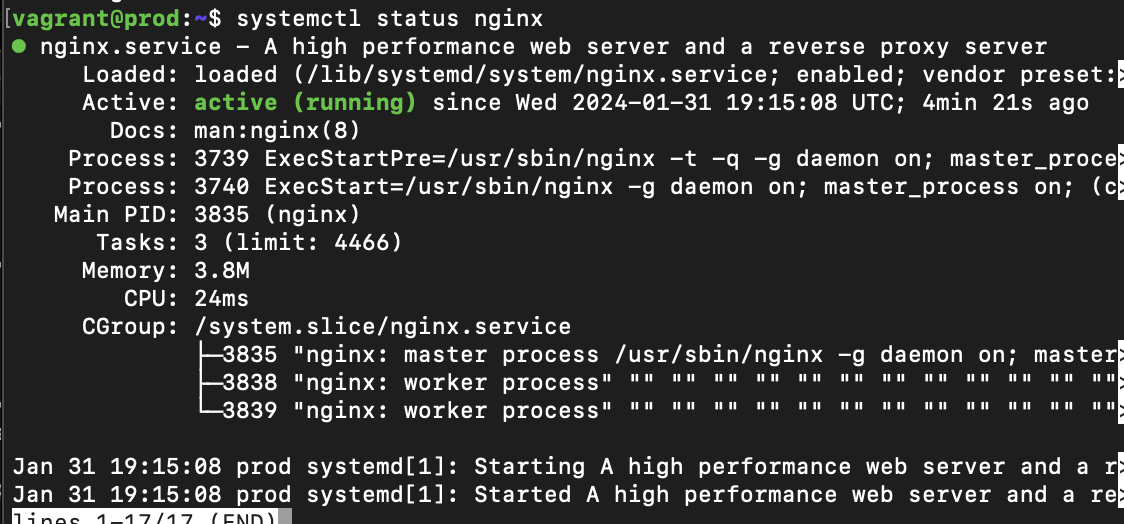 [vagrant@prod:~$ systemctl status nginx
● nginx.service - A high performance web server and a reverse proxy server
     Loaded: loaded (/lib/systemd/system/nginx.service; enabled; vendor preset:>
     Active: active (running) since Wed 2024-01-31 19:15:08 UTC; 4min 21s ago
       Docs: man:nginx(8)
    Process: 3739 ExecStartPre=/usr/sbin/nginx -t -q -g daemon on; master_proce>
    Process: 3740 ExecStart=/usr/sbin/nginx -g daemon on; master_process on; (c>
   Main PID: 3835 (nginx)
      Tasks: 3 (limit: 4466)
     Memory: 3.8M
        CPU: 24ms
     CGroup: /system.slice/nginx.service
             ├─3835 "nginx: master process /usr/sbin/nginx -g daemon on; master>
             ├─3838 "nginx: worker process" "" "" "" "" "" "" "" "" "" "" "" "">
             └─3839 "nginx: worker process" "" "" "" "" "" "" "" "" "" "" "" "">
Jan 31 19:15:08 prod systemd[1]: Starting A high performance web server and a r>
Jan 31 19:15:08 prod systemd[1]: Started A high performance web server and a re>
lines 1-17/17 (END)